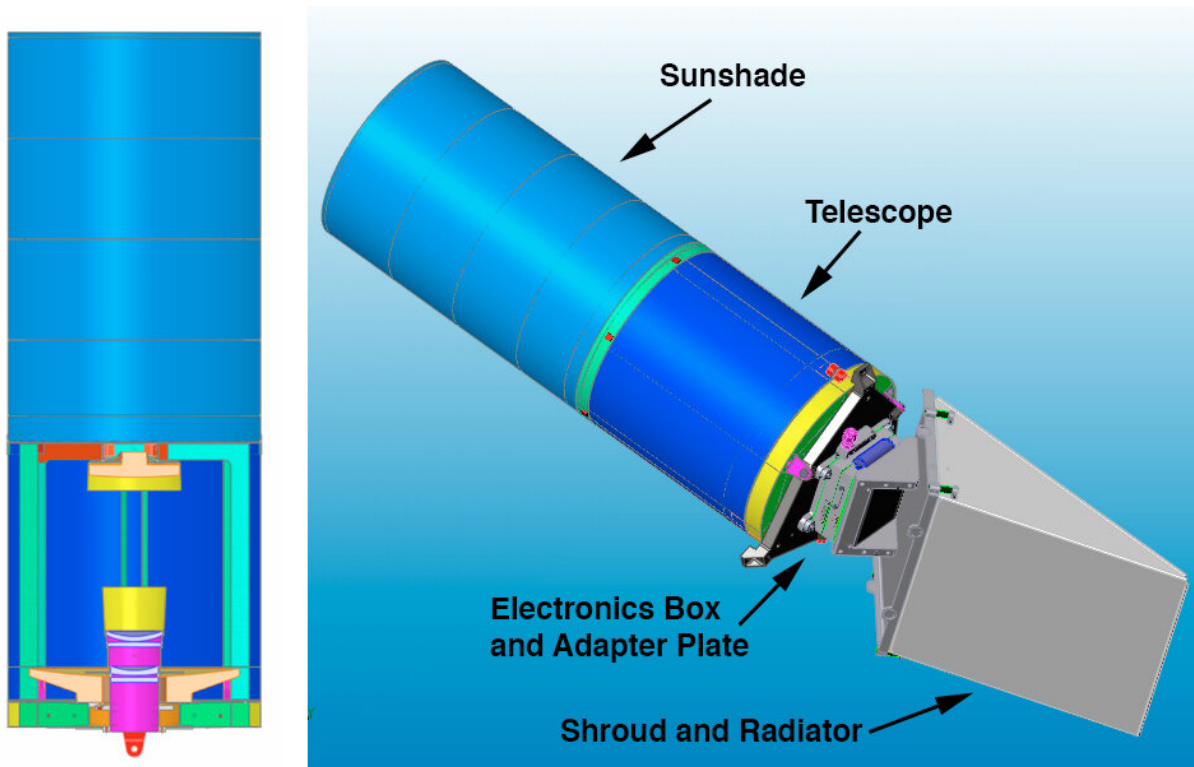 Sunshade
Telescope
Electronics Box
and Adapter Plate
Shroud and Radiator